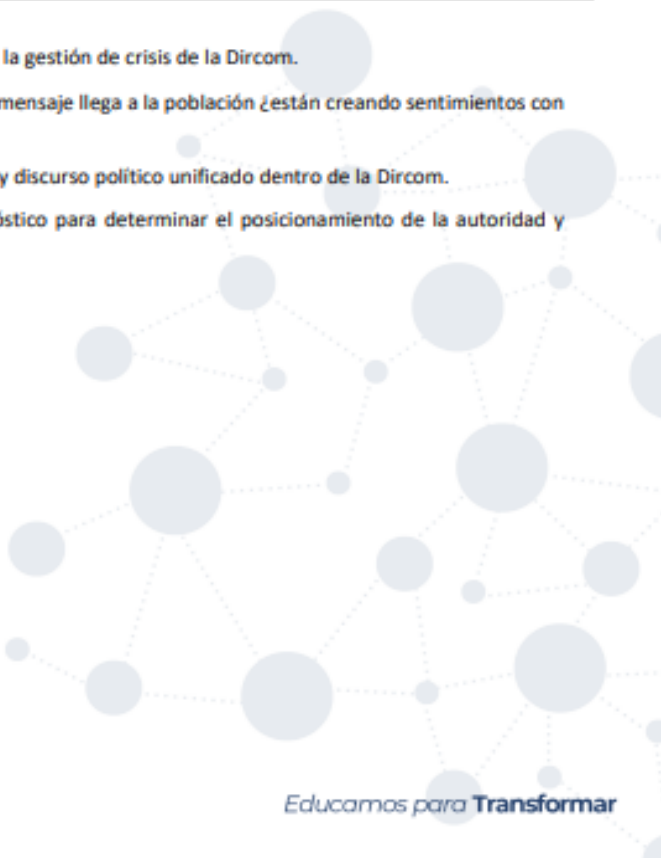 la gestión de crisis de la Dircom.
mensaje llega a la población ¿están creando sentimientos con
y discurso político unificado dentro de la Dircom.
óstico para determinar el posicionamiento de la autoridad y
Educamos para Transformar